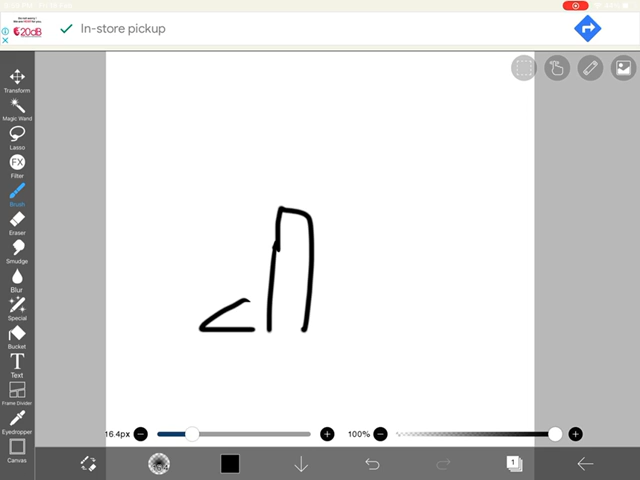 In-store pickup
20dB
Transform
Magic Wand
Lasso
FX
Filter
Brush
Eraser
Smudge
Blur
Special
Bucket
T
Text
Frame Divider
Eyedropper
Canvas
16.4px
100%
1